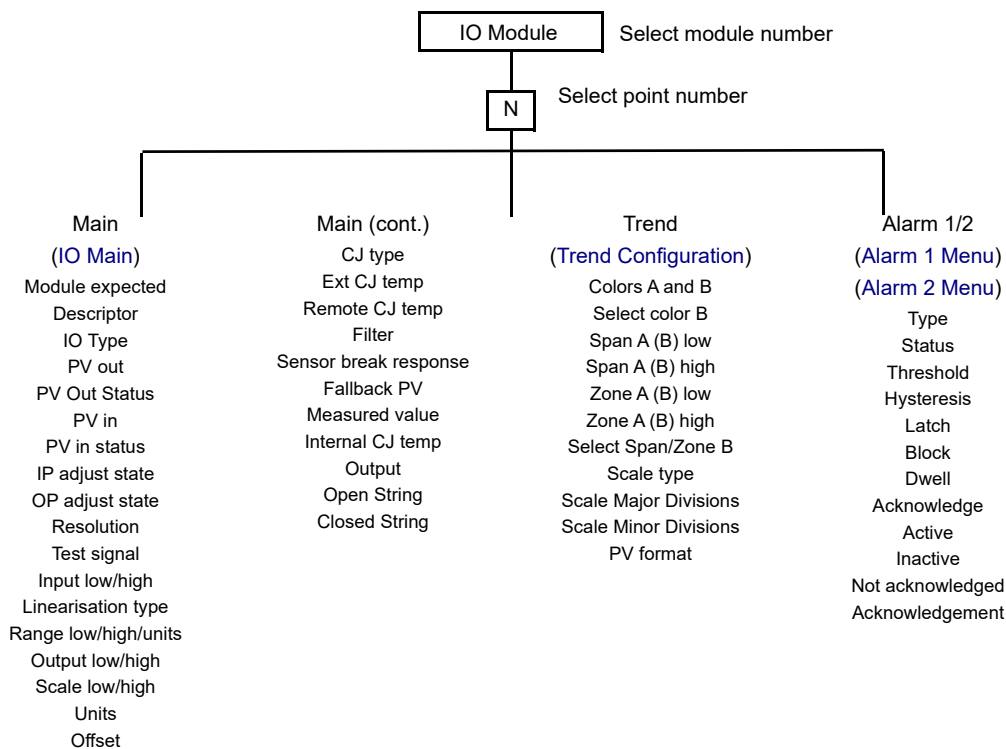 IO Module
Select module number
N
Select point number
Main
(IO Main)
Module expected
Descriptor
IO Type
PV out
PV Out Status
PV in
PV in status
IP adjust state
OP adjust state
Resolution
Test signal
Input low/high
Linearisation type
Range low/high/units
Output low/high
Scale low/high
Units
Offset
Main (cont.)
CJ type
Ext CJ temp
Remote CJ temp
Filter
Sensor break response
Fallback PV
Measured value
Internal CJ temp
Output
Open String
Closed String
Trend
(Trend Configuration)
Colors A and B
Select color B
Span A (B) low
Span A (B) high
Zone A (B) low
Zone A (B) high
Select Span/Zone B
Scale type
Scale Major Divisions
Scale Minor Divisions
PV format
Alarm 1/2
(Alarm 1 Menu)
(Alarm 2 Menu)
Type
Status
Threshold
Hysteresis
Latch
Block
Dwell
Acknowledge
Active
Inactive
Not acknowledged
Acknowledgement